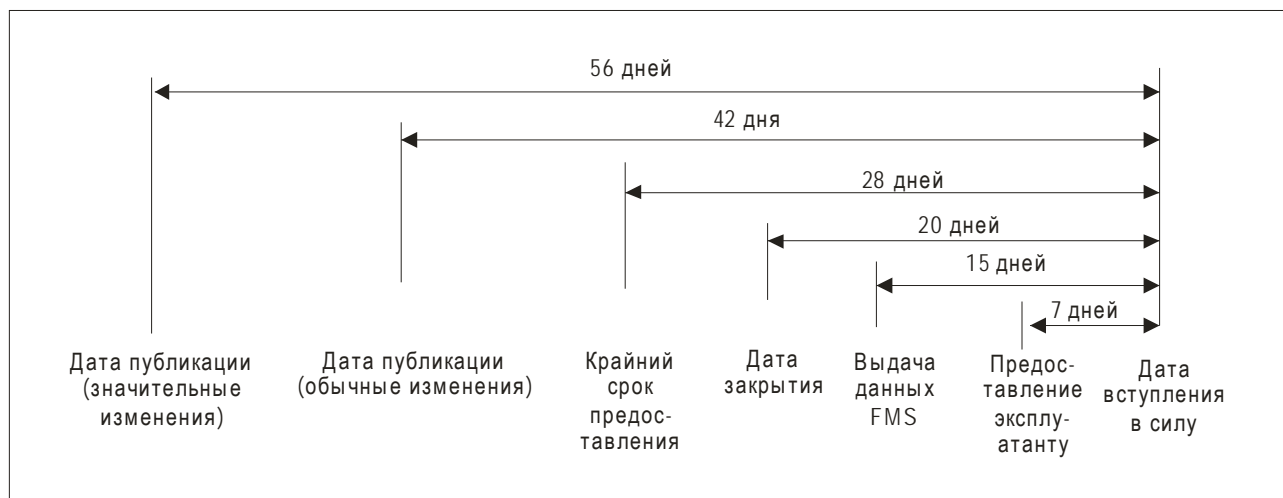 56 дней
42 дня
28 дней
20 дней
15 дней
7 дней
Дата публикации
(значительные
изменения)
Дата публикации
(обычные изменения)
Крайний
срок
предос-
тавления
Дата
закрытия
Выдача
данных
FMS
Предос-
тавление
эксплу-
атанту
Дата
вступления
в силу